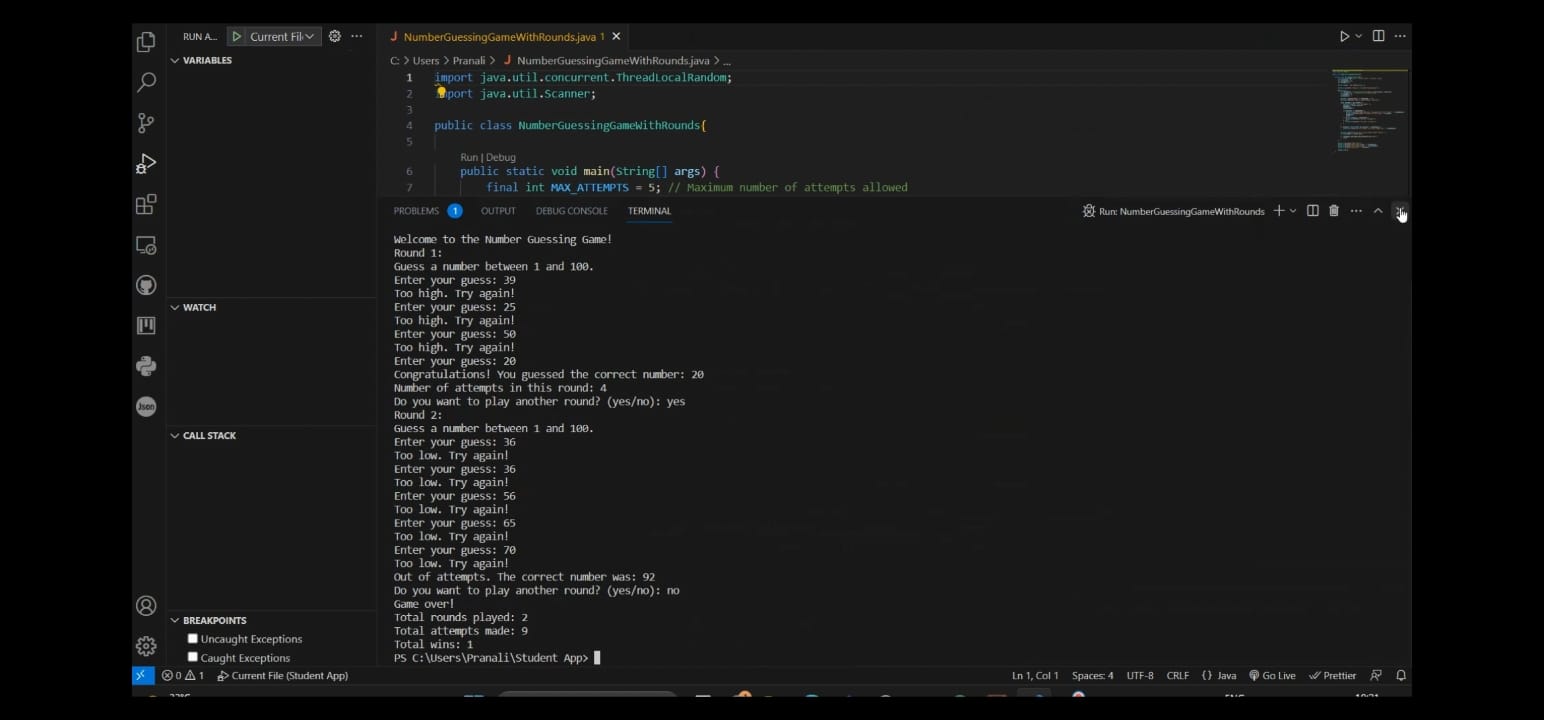 RUN A... Current Fil
NumberGuessingGameWithRounds.java 1
VARIABLES
C: > Users > Pranali > NumberGuessingGameWithRounds.java > ...
1 import java.util.concurrent.ThreadLocalRandom;
2 import java.util.Scanner;
3
4 public class NumberGuessingGameWithRounds{
5
Run | Debug
6 public static void main(String[] args) {
7 final int MAX_ATTEMPTS = 5; // Maximum number of attempts allowed
PROBLEMS 1 OUTPUT DEBUG CONSOLE TERMINAL
Run: NumberGuessingGameWithRounds
Welcome to the Number Guessing Game!
Round 1:
Guess a number between 1 and 100.
Enter your guess: 39
Too high. Try again!
Enter your guess: 25
Too high. Try again!
Enter your guess: 50
Too high. Try again!
Enter your guess: 20
Congratulations! You guessed the correct number: 20
Number of attempts in this round: 4
Do you want to play another round? (yes/no): yes
Round 2:
Guess a number between 1 and 100.
Enter your guess: 36
Too low. Try again!
Enter your guess: 36
Too low. Try again!
Enter your guess: 56
Too low. Try again!
Enter your guess: 65
Too low. Try again!
Enter your guess: 70
Too low. Try again!
Out of attempts. The correct number was: 92
Do you want to play another round? (yes/no): no
Game over!
Total rounds played: 2
Total attempts made: 9
Total wins: 1
PS C:\Users\Pranali\Student App>
WATCH
CALL STACK
BREAKPOINTS
Uncaught Exceptions
Caught Exceptions
Json
0 1 Current File (Student App)
Ln 1, Col 1 Spaces: 4 UTF-8 CRLF {} Java Go Live Prettier